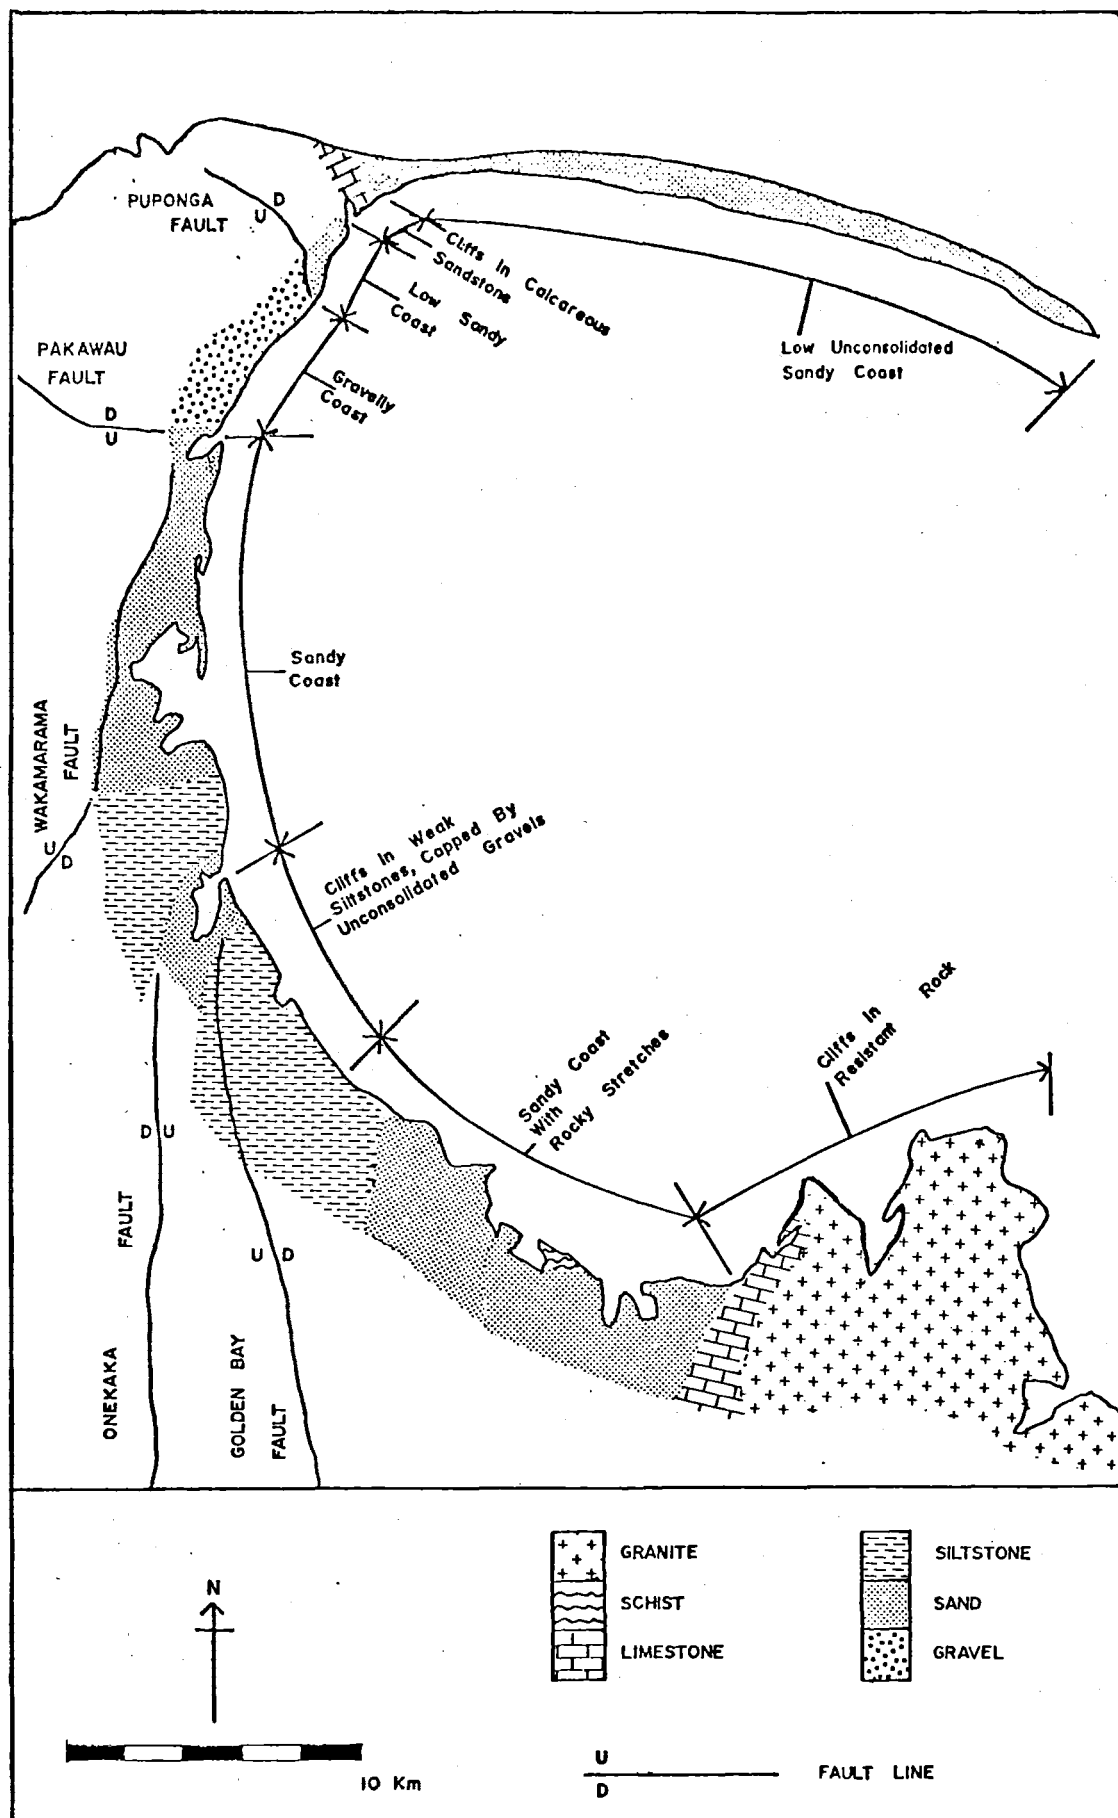 PUPONGA
FAULT
D
U
Cliffs In Calcareous
Sandstone
Low Sandy
Coast
Gravelly
Coast
Low Unconsolidated
Sandy Coast
PAKAWAU
FAULT
D
U
Sandy
Coast
WAKAMARAMA
FAULT
U
D
Cliffs In Weak
Siltstones, Capped By
Unconsolidated Gravels
Sandy Coast
With
Rocky Stretches
Cliffs In Rock
Resistant
D U
ONEKAKA FAULT
U D
GOLDEN BAY
FAULT
GRANITE
SCHIST
LIMESTONE
SILTSTONE
SAND
GRAVEL
N
10 Km
U
D
FAULT LINE